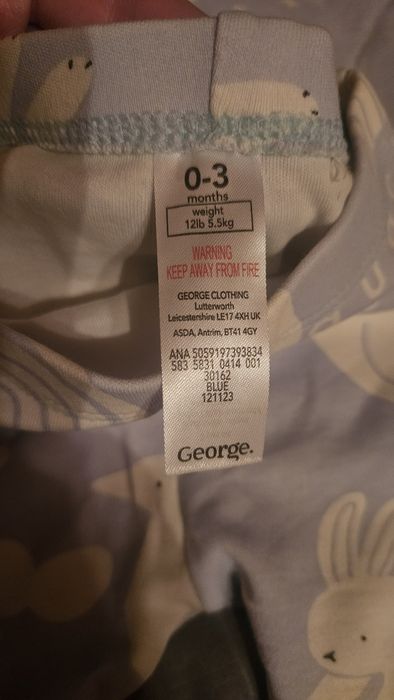 0-3
months
weight
12lb 5.5kg
WARNING
KEEP AWAY FROM FIRE
GEORGE CLOTHING
Lutterworth
Leicestershire LE17 4XH UK
ASDA, Antrim, BT41 4GY
ANA 5059197393834
583 5831 0414 001
30162
BLUE
121123
George.